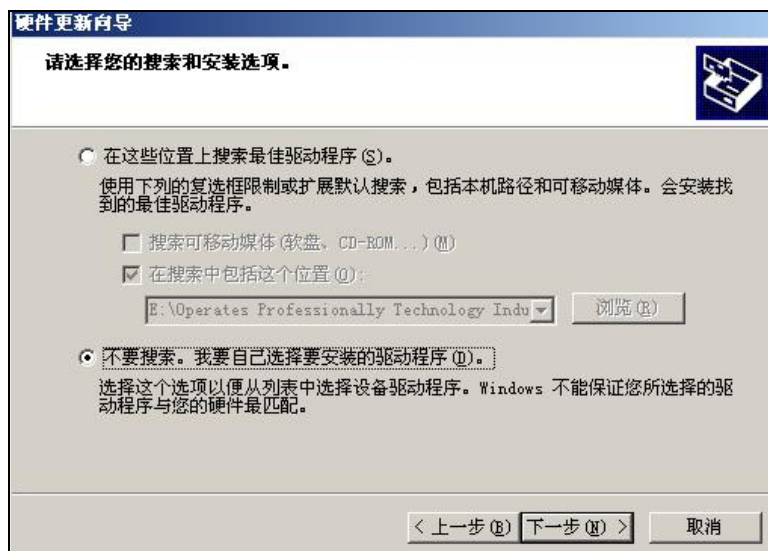 硬件更新向导
请选择您的搜索和安装选项。
在这些位置上搜索最佳驱动程序(S)。
使用下列的复选框限制或扩展默认搜索，包括本机路径和可移动媒体。会安装找
到的最佳驱动程序。
搜索可移动媒体(软盘、CD-ROM...)(M)
在搜索中包括这个位置(O):
E:\Operates Professionally Technology Indu
浏览(R)
不要搜索。我要自己选择要安装的驱动程序(D)。
选择这个选项以便从列表中选择设备驱动程序。Windows 不能保证您所选择的驱
动程序与您的硬件最匹配。
< 上一步(B)
下一步(N) >
取消